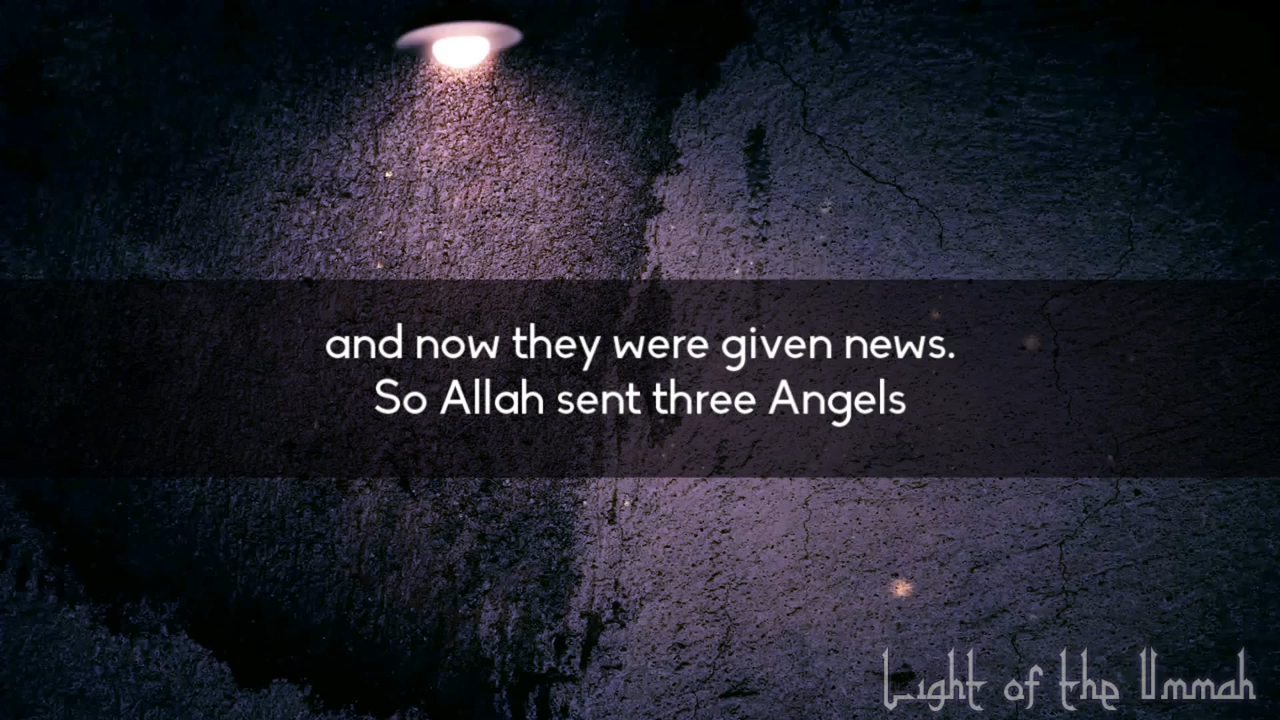 and now they were given news.
So Allah sent three Angels
Light of the Ummah